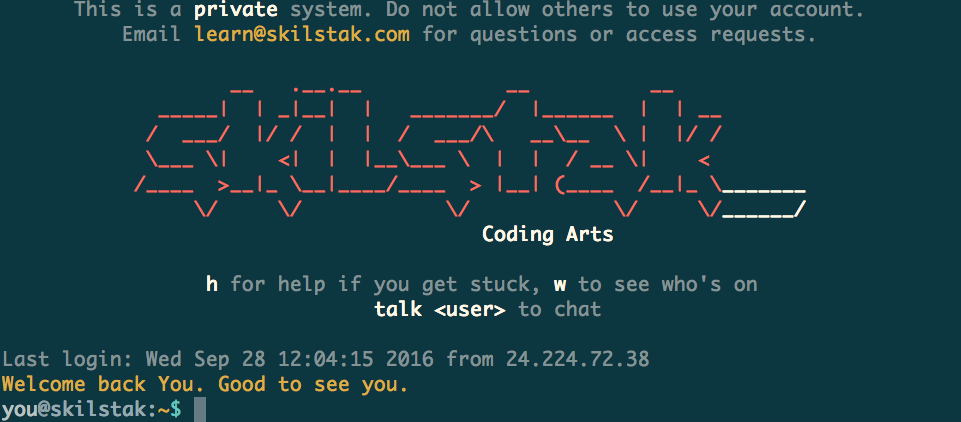 This is a private system. Do not allow others to use your account.
Email learn@skilstak.com for questions or access requests.
skilstak_
Coding Arts
h for help if you get stuck, w to see who's on
talk <user> to chat
Last login: Wed Sep 28 12:04:15 2016 from 24.224.72.38
Welcome back You. Good to see you.
you@skilstak:~$